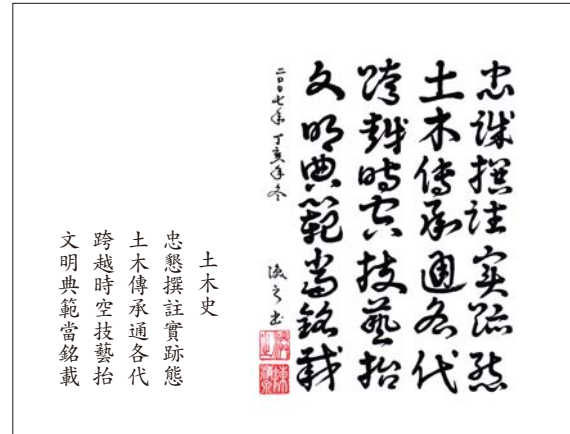 忠誠撰註实跡態
土木傳承通各代
跨越時空技藝抬
文明典範當銘載
二〇〇七年丁亥年冬
土木史
忠懇撰註實跡態
土木傳承通各代
跨越時空技藝抬
文明典範當銘載